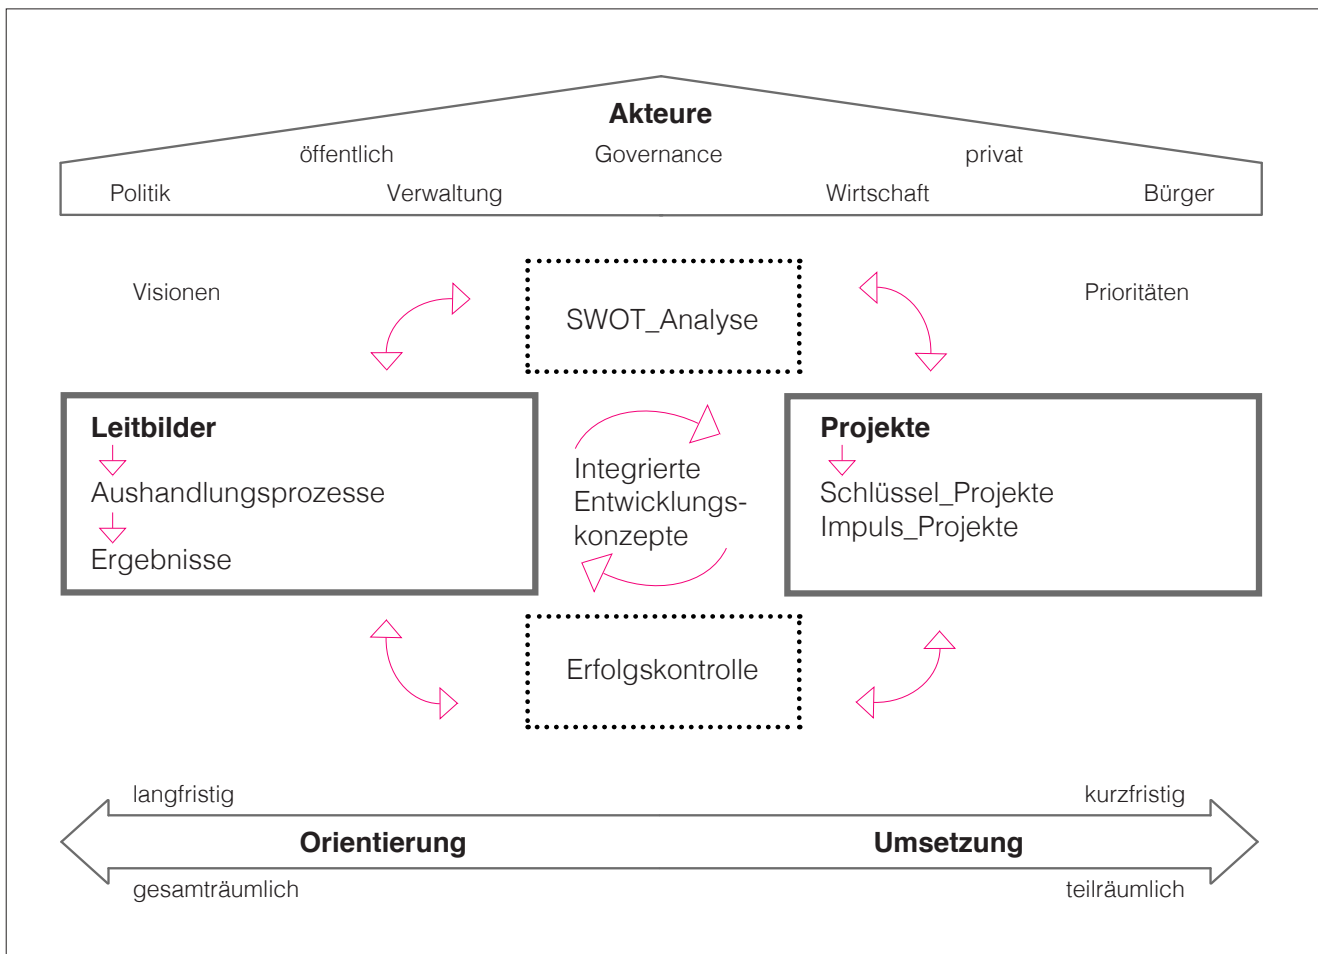 Akteure
öffentlich Governance privat
Politik Verwaltung Wirtschaft Bürger
Visionen
SWOT_Analyse
Prioritäten
Leitbilder
Aushandlungsprozesse
Ergebnisse
Integrierte
Entwicklungs-
konzepte
Projekte
Schlüssel_Projekte
Impuls_Projekte
Erfolgskontrolle
langfristig kurzfristig
Orientierung Umsetzung
gesamträumlich teilräumlich